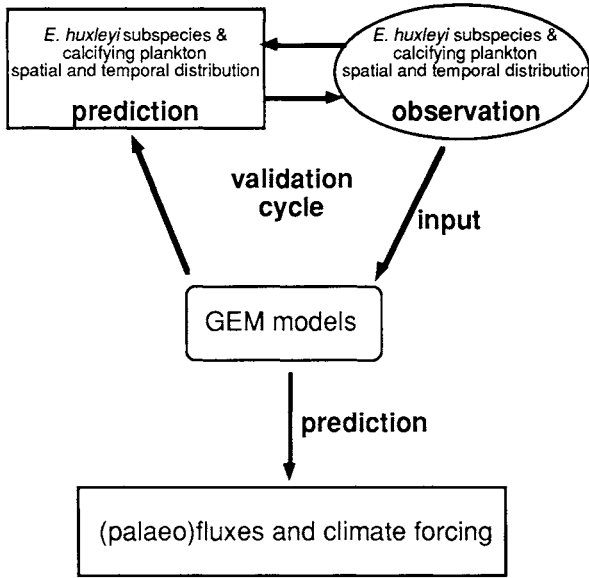 E. huxleyi subspecies &
calcifying plankton
spatial and temporal distribution
prediction
E. huxleyi subspecies &
calcifying plankton
spatial and temporal distribution
observation
validation
cycle
input
GEM models
prediction
(palaeo)fluxes and climate forcing